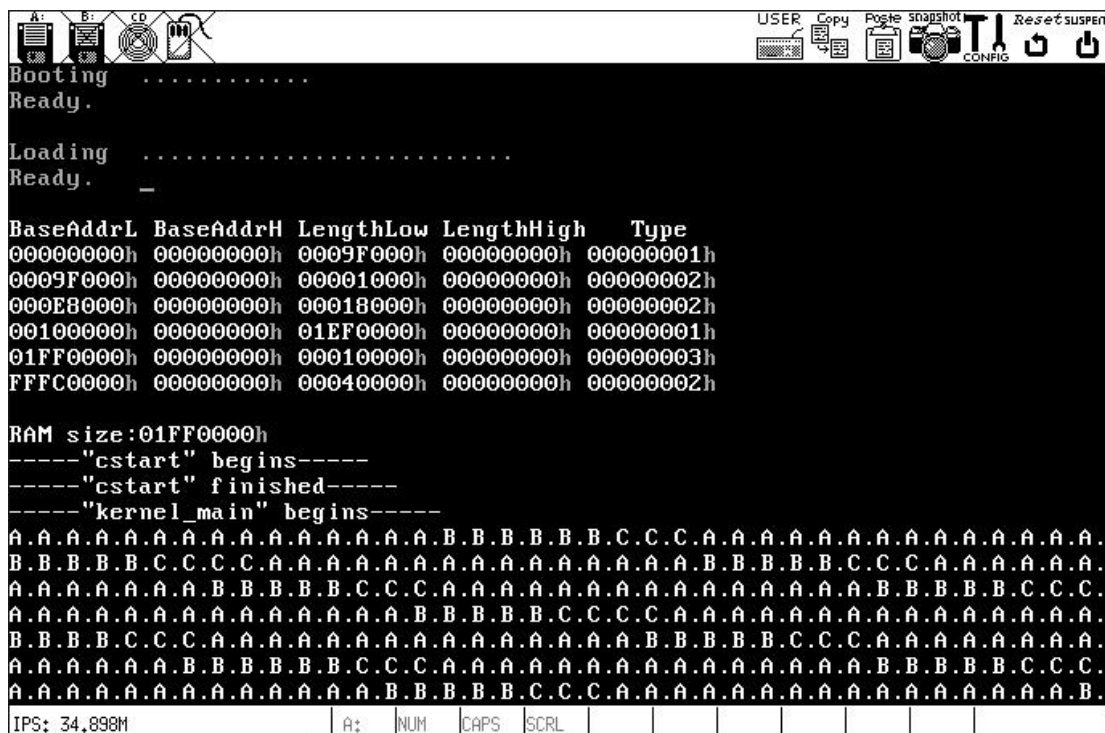 A: B: CD USER Copy Poste snapshot CONFIG Reset SUSPEN
Booting ............
Ready.
Loading ..........................
Ready. _
BaseAddrL BaseAddrH LengthLow LengthHigh Type
00000000h 00000000h 0009F000h 00000000h 00000001h
0009F000h 00000000h 00001000h 00000000h 00000002h
000E8000h 00000000h 00018000h 00000000h 00000002h
00100000h 00000000h 01EF0000h 00000000h 00000001h
01FF0000h 00000000h 00010000h 00000000h 00000003h
FFFC0000h 00000000h 00040000h 00000000h 00000002h
RAM size:01FF0000h
-----"cstart" begins-----
-----"cstart" finished-----
-----"kernel_main" begins-----
A.A.A.A.A.A.A.A.A.A.A.A.A.A.A.B.B.B.B.B.B.C.C.C.A.A.A.A.A.A.A.A.A.A.A.A.A.A.
B.B.B.B.B.C.C.C.C.A.A.A.A.A.A.A.A.A.A.A.A.A.A.A.B.B.B.B.B.C.C.C.A.A.A.A.A.A.
A.A.A.A.A.A.A.B.B.B.B.B.C.C.C.A.A.A.A.A.A.A.A.A.A.A.A.A.A.A.B.B.B.B.B.C.C.C.
A.A.A.A.A.A.A.A.A.A.A.A.A.A.B.B.B.B.B.C.C.C.C.A.A.A.A.A.A.A.A.A.A.A.A.A.A.A.
B.B.B.B.C.C.C.A.A.A.A.A.A.A.A.A.A.A.A.A.A.A.B.B.B.B.B.C.C.C.A.A.A.A.A.A.A.A.
A.A.A.A.A.A.B.B.B.B.B.B.C.C.C.A.A.A.A.A.A.A.A.A.A.A.A.A.A.A.B.B.B.B.B.C.C.C.
A.A.A.A.A.A.A.A.A.A.A.A.A.B.B.B.B.B.C.C.C.A.A.A.A.A.A.A.A.A.A.A.A.A.A.A.A.B.
IPS: 34.898M A: NUM CAPS SCRL